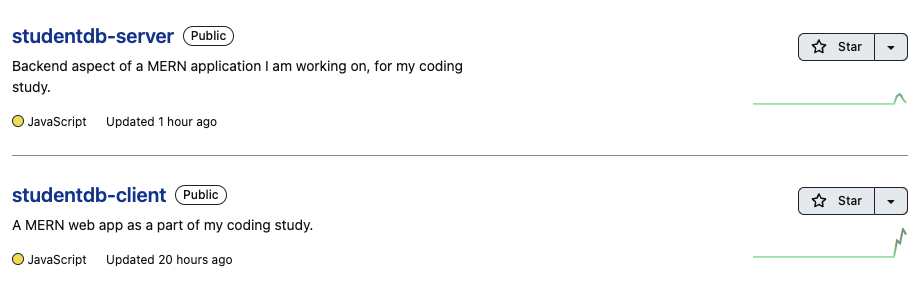 studentdb-server Public
Star
Backend aspect of a MERN application I am working on, for my coding
study.
JavaScript Updated 1 hour ago
studentdb-client Public
Star
A MERN web app as a part of my coding study.
JavaScript Updated 20 hours ago